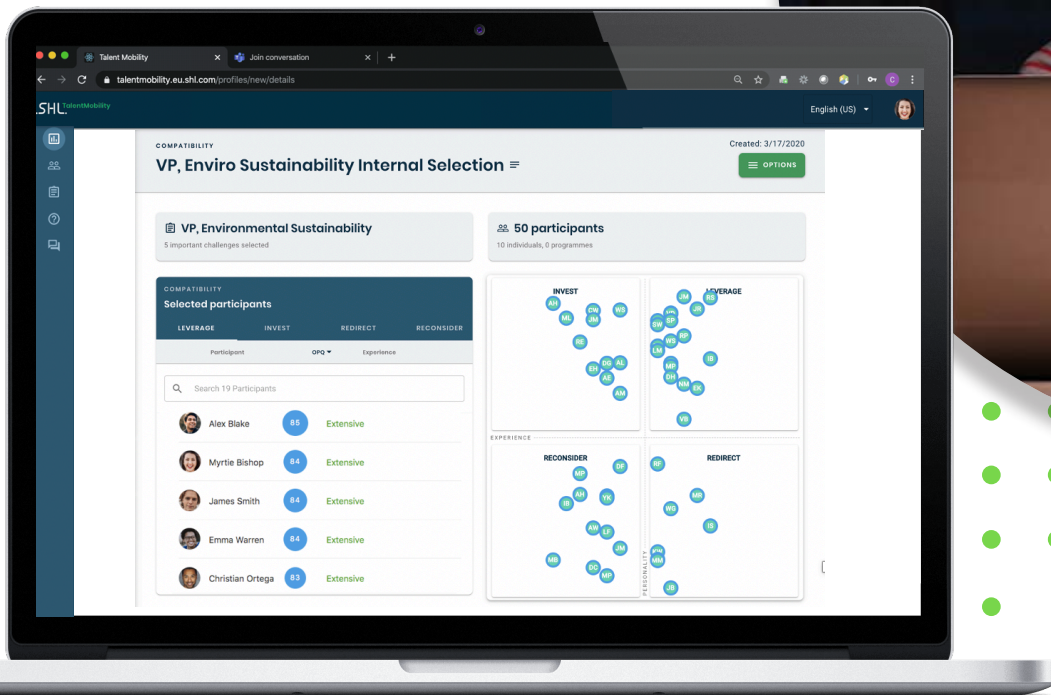 Talent Mobility
Join conversation
talentmobility.eu.shl.com/profiles/new/details
C
SHL. TalentMobility
English (US)
COMPATIBILITY
VP, Enviro Sustainability Internal Selection
Created: 3/17/2020
OPTIONS
VP, Environmental Sustainability
5 important challenges selected
50 participants
10 individuals, 0 programmes
COMPATIBILITY
Selected participants
LEVERAGE INVEST REDIRECT RECONSIDER
Participant OPQ Experience
Search 19 Participants
Alex Blake 85 Extensive
Myrtie Bishop 84 Extensive
James Smith 84 Extensive
Emma Warren 84 Extensive
Christian Ortega 83 Extensive
INVEST
AH
CW WS
ML JM
RE
DG AL
EH
AE
AM
LEVERAGE
JM RS
JR
SW SP
WS RP
LM
IB
MP
DH
NM EK
VB
EXPERIENCE
RECONSIDER
DF
MP
AH YK
IB
AW LF
JM
MB
DC
MP
PERSONALITY
REDIRECT
RF
MR
WG
IS
MM
JB